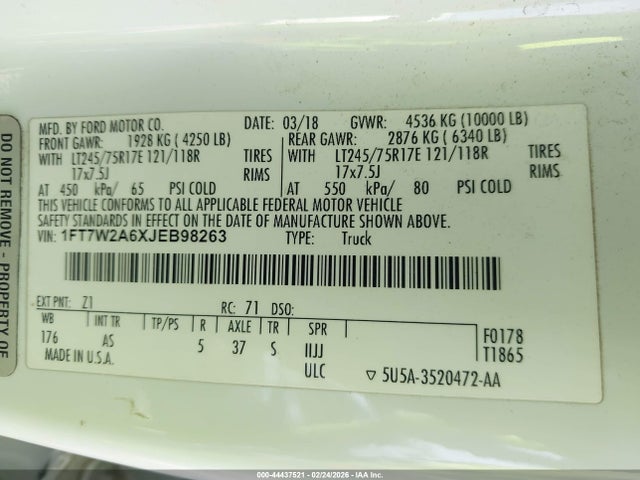 DO NOT REMOVE - PROPERTY OF
MFD. BY FORD MOTOR CO.
DATE: 03/18 GVWR: 4536 KG (10000 LB)
FRONT GAWR: 1928 KG (4250 LB) REAR GAWR: 2876 KG (6340 LB)
WITH LT245/75R17E 121/118R TIRES WITH LT245/75R17E 121/118R TIRES
17x7.5J RIMS 17x7.5J RIMS
AT 450 kPa/ 65 PSI COLD AT 550 kPa/ 80 PSI COLD
THIS VEHICLE CONFORMS TO ALL APPLICABLE FEDERAL MOTOR VEHICLE
SAFETY STANDARDS IN EFFECT ON THE DATE OF MANUFACTURE SHOWN ABOVE.
VIN: 1FT7W2A6XJEB98263 TYPE: Truck
EXT PNT: Z1 RC: 71 DSO:
WB INT TR TP/PS R AXLE TR SPR
176 AS 5 37 S IIJJ F0178
MADE IN U.S.A. ULC T1865
▽ 5U5A-3520472-AA
000-44437521 - 02/24/2026 - IAA Inc.